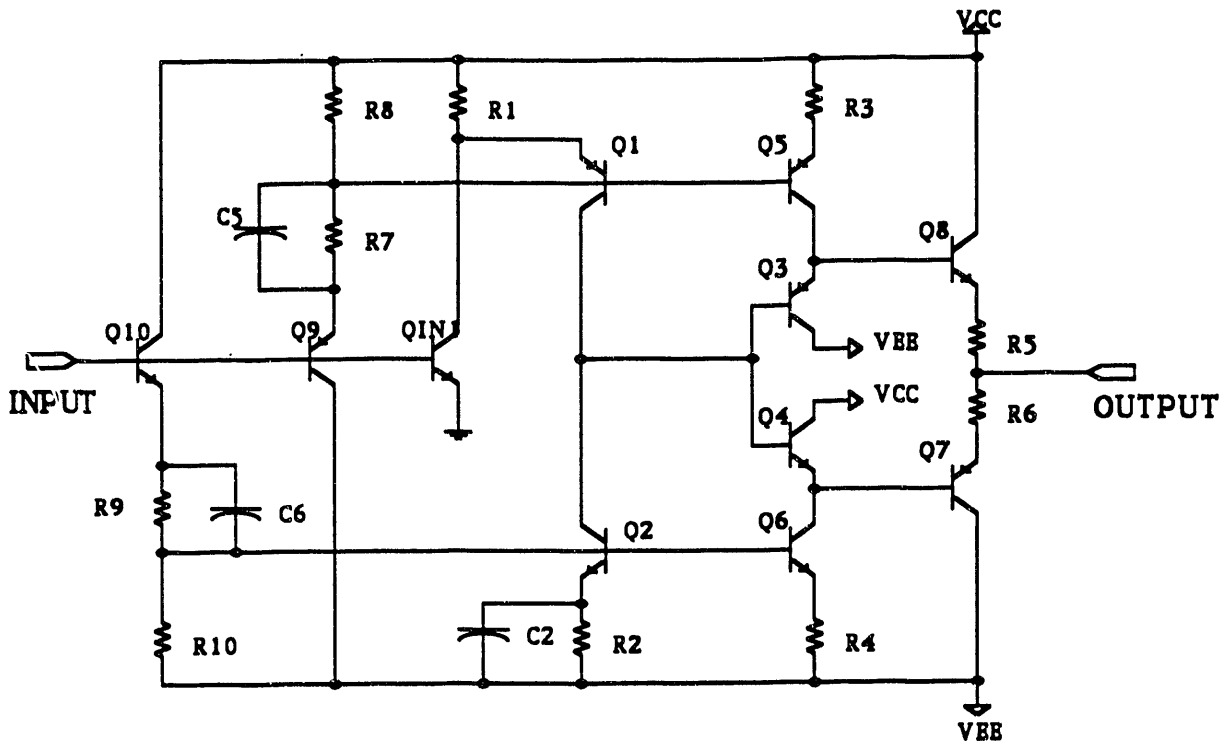 VCC
R8
R1
R3
Q1
Q5
C5
R7
Q8
Q3
Q10
Q9
QIN1
VEE
R5
INPUT
VCC
OUTPUT
Q4
R6
Q7
R9
C6
Q2
Q6
R10
C2
R2
R4
VEE